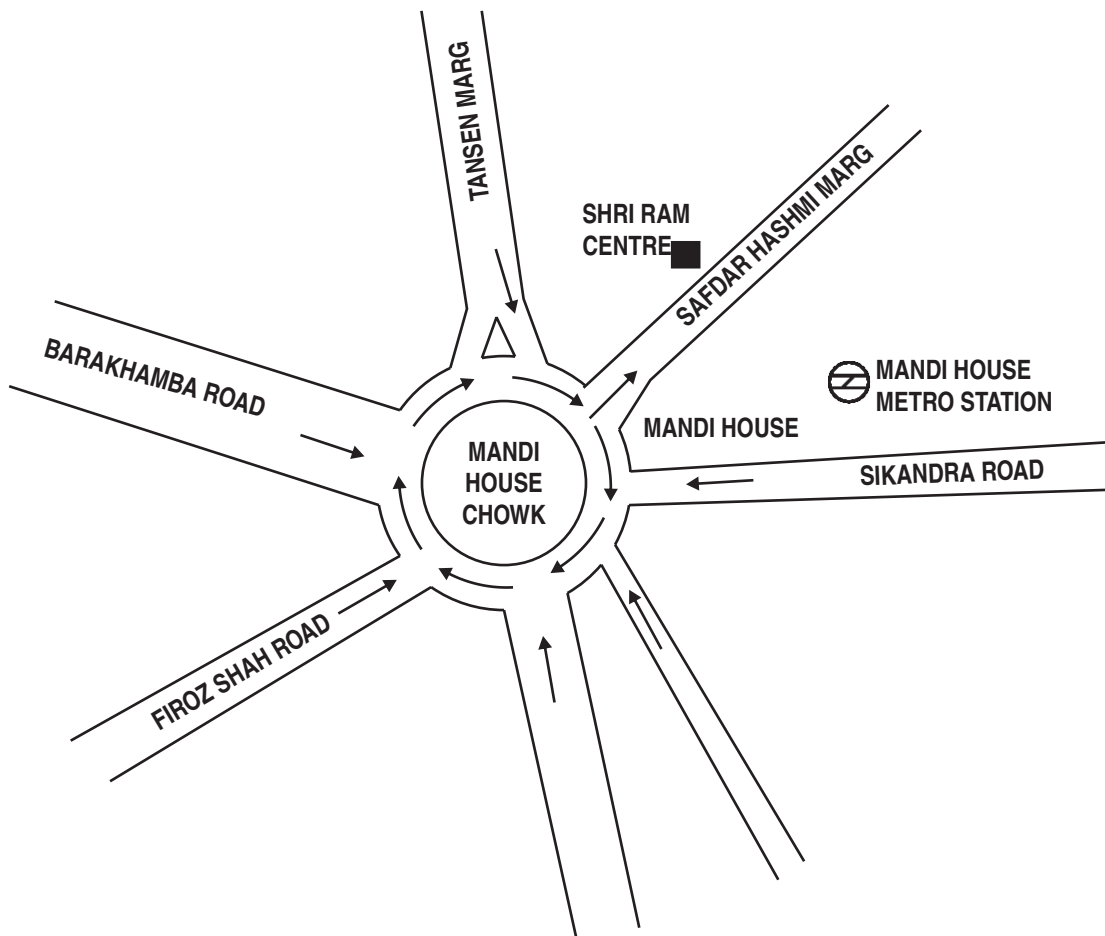 TANSEN MARG
SHRI RAM
CENTRE
SAFDAR HASHMI MARG
BARAKHAMBA ROAD
MANDI HOUSE
METRO STATION
MANDI HOUSE
MANDI
HOUSE
CHOWK
SIKANDRA ROAD
FIROZ SHAH ROAD